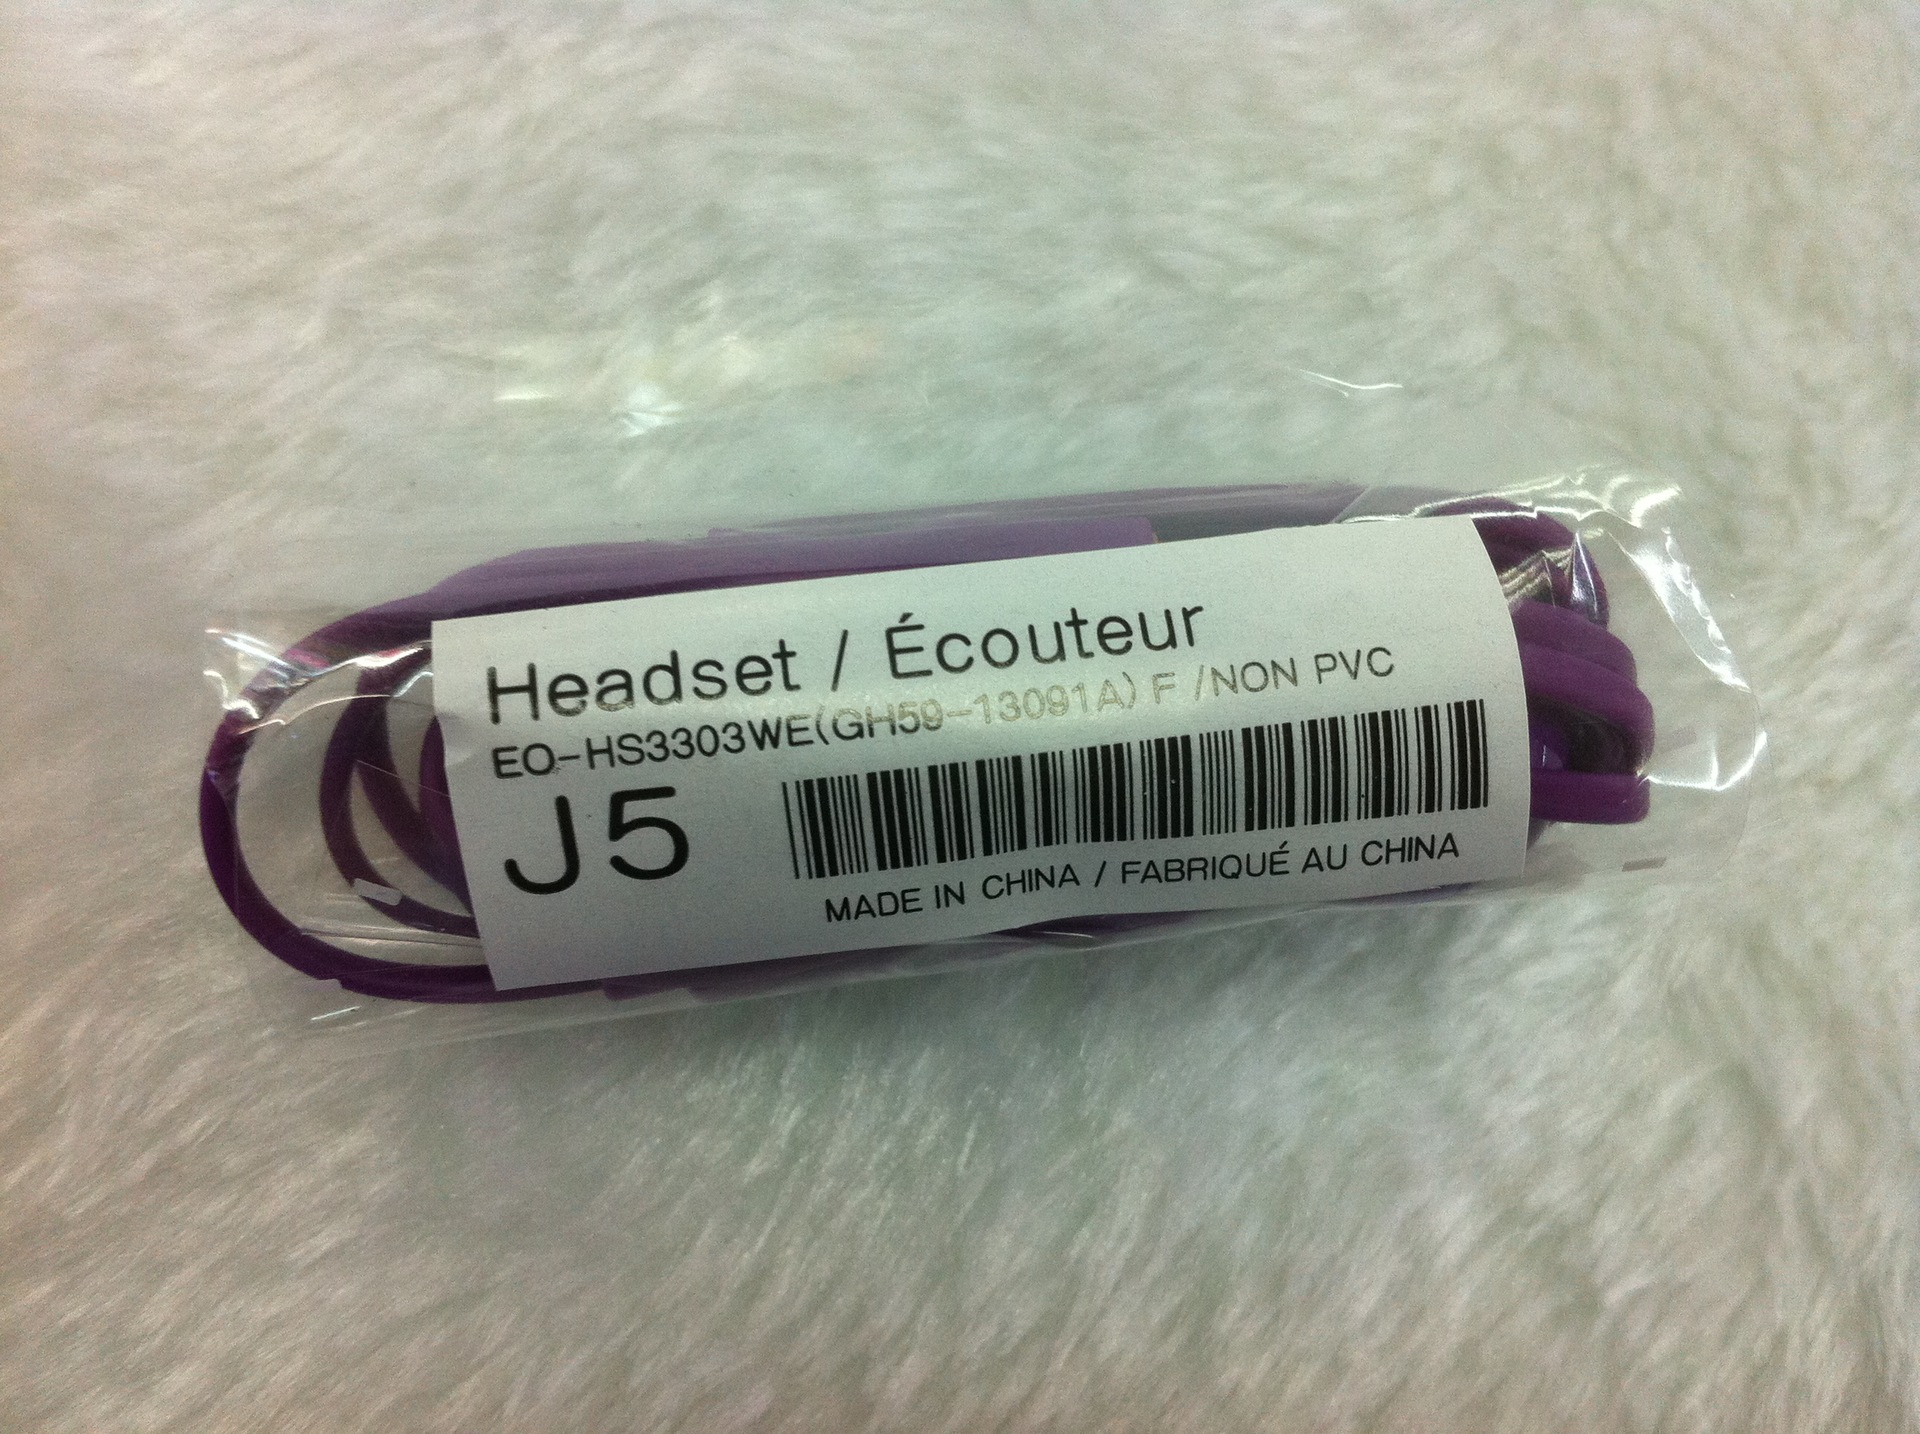 Headset / Écouteur
EO-HS3303WE(GH59-13091A) F /NON PVC
J5
MADE IN CHINA / FABRIQUÉ AU CHINA